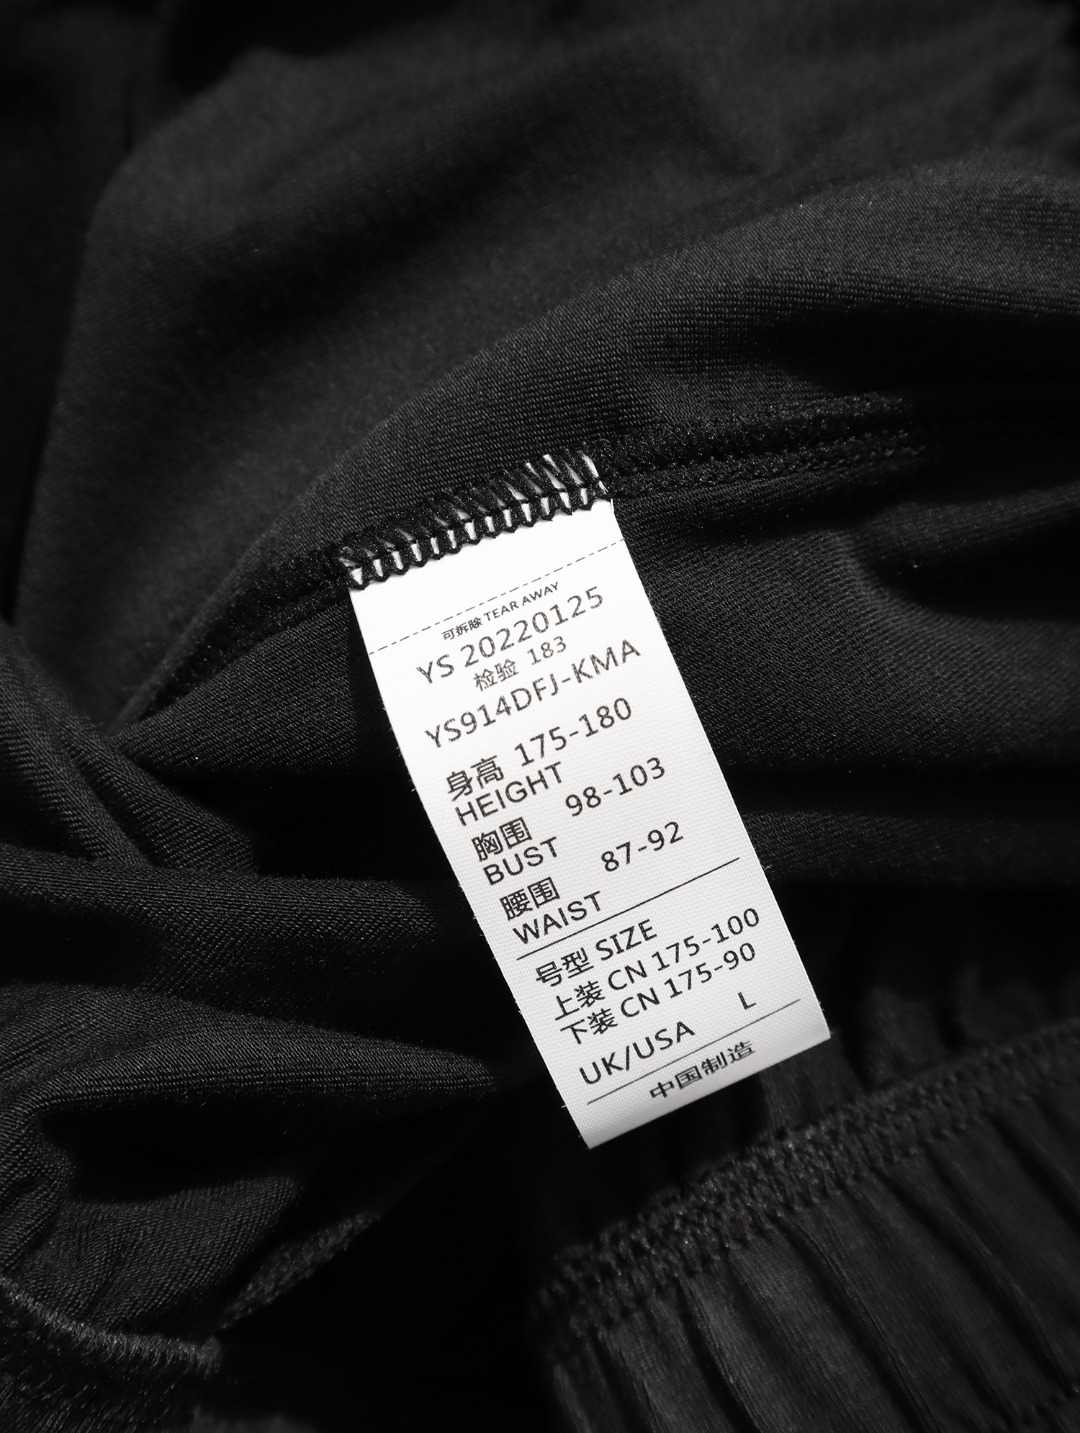 可拆除 TEAR AWAY
YS 20220125
检验 183
YS914DFJ-KMA
身高 175-180
HEIGHT
胸围 98-103
BUST
腰围 87-92
WAIST
号型 SIZE
上装 CN 175-100
下装 CN 175-90
UK/USA L
中国制造